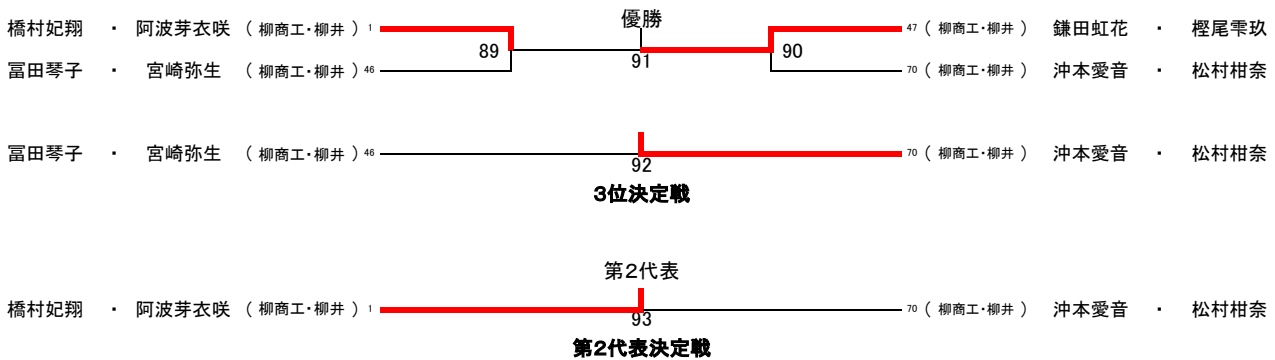 優勝
橋村妃翔 ・ 阿波芽衣咲 ( 柳商工・柳井 ) 1 47 ( 柳商工・柳井 ) 鎌田虹花 ・ 樫尾雫玖
89 91 90
冨田琴子 ・ 宮崎弥生 ( 柳商工・柳井 ) 46 70 ( 柳商工・柳井 ) 沖本愛音 ・ 松村柑奈
冨田琴子 ・ 宮崎弥生 ( 柳商工・柳井 ) 46 70 ( 柳商工・柳井 ) 沖本愛音 ・ 松村柑奈
92
3位決定戦
第2代表
橋村妃翔 ・ 阿波芽衣咲 ( 柳商工・柳井 ) 1 70 ( 柳商工・柳井 ) 沖本愛音 ・ 松村柑奈
93
第2代表決定戦